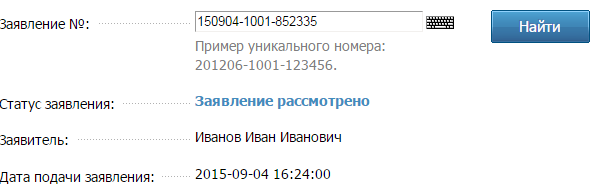 Заявление №: 150904-1001-852335 Найти
Пример уникального номера:
201206-1001-123456.
Статус заявления: Заявление рассмотрено
Заявитель: Иванов Иван Иванович
Дата подачи заявления: 2015-09-04 16:24:00